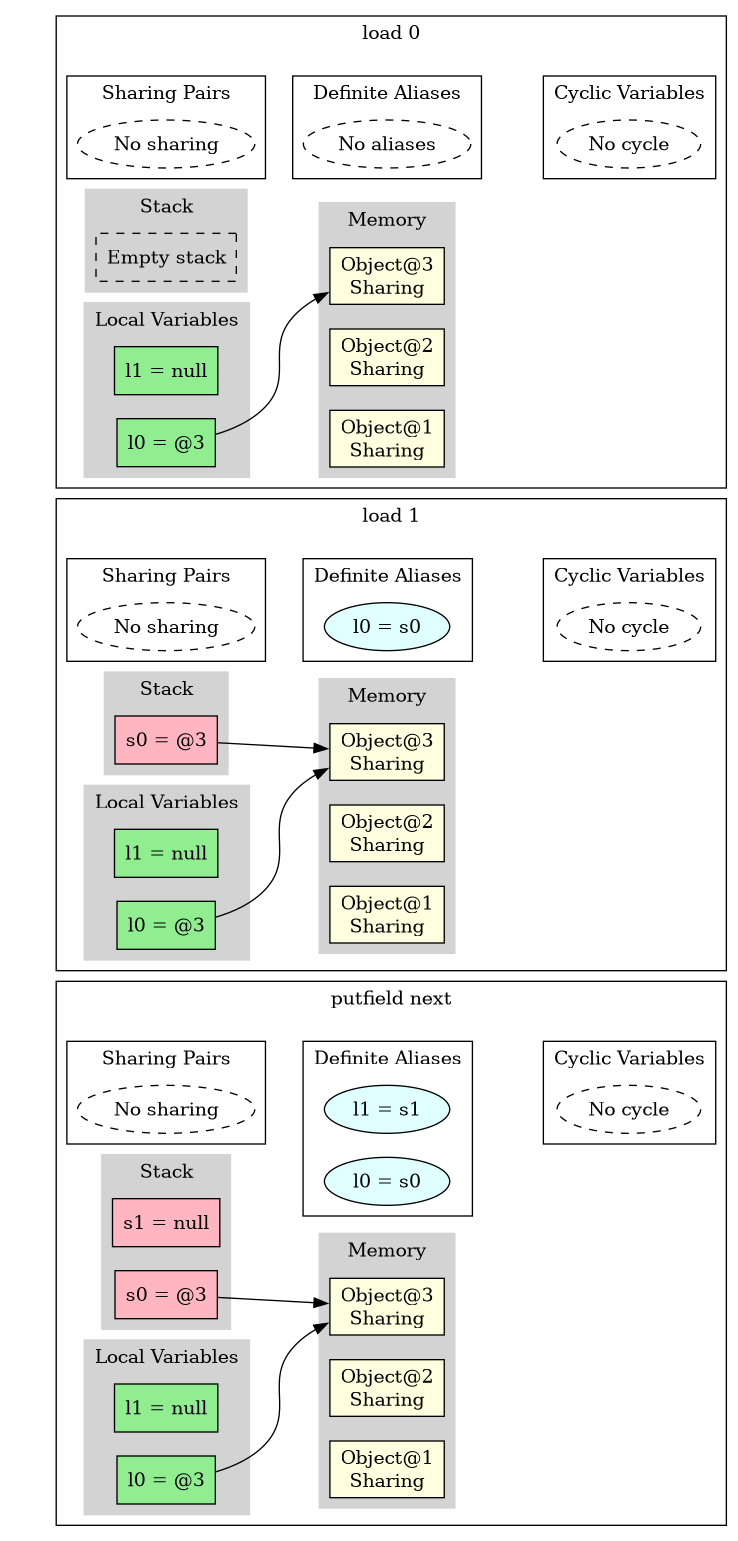 load 0
Sharing Pairs
No sharing
Definite Aliases
No aliases
Cyclic Variables
No cycle
Stack
Empty stack
Local Variables
l1 = null
l0 = @3
Memory
Object@3
Sharing
Object@2
Sharing
Object@1
Sharing
load 1
Sharing Pairs
No sharing
Definite Aliases
l0 = s0
Cyclic Variables
No cycle
Stack
s0 = @3
Local Variables
l1 = null
l0 = @3
Memory
Object@3
Sharing
Object@2
Sharing
Object@1
Sharing
putfield next
Sharing Pairs
No sharing
Definite Aliases
l1 = s1
l0 = s0
Cyclic Variables
No cycle
Stack
s1 = null
s0 = @3
Local Variables
l1 = null
l0 = @3
Memory
Object@3
Sharing
Object@2
Sharing
Object@1
Sharing